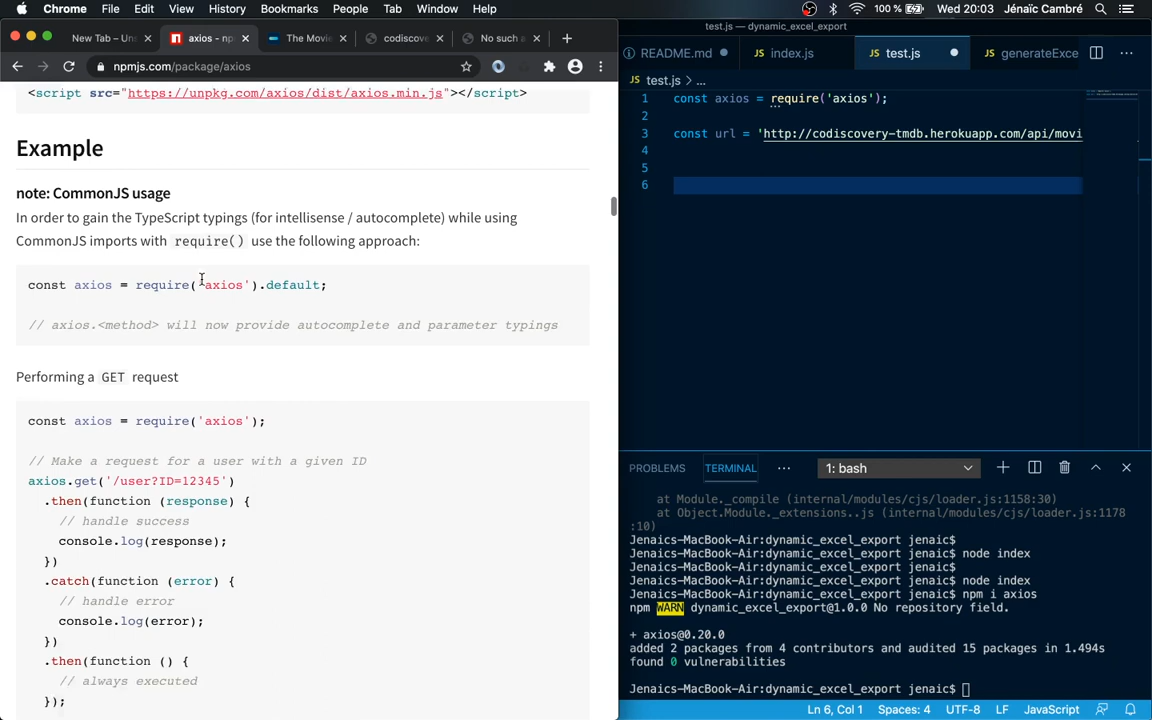 Chrome File Edit View History Bookmarks People Tab Window Help 100 % Wed 20:03 Jénaïc Cambré
New Tab – Uns
axios - np
The Movie
codiscove
No such a
npmjs.com/package/axios
<script src="https://unpkg.com/axios/dist/axios.min.js"></script>
Example
note: CommonJS usage
In order to gain the TypeScript typings (for intellisense / autocomplete) while using
CommonJS imports with require() use the following approach:
const axios = require('axios').default;
// axios.<method> will now provide autocomplete and parameter typings
Performing a GET request
const axios = require('axios');
// Make a request for a user with a given ID
axios.get('/user?ID=12345')
.then(function (response) {
// handle success
console.log(response);
})
.catch(function (error) {
// handle error
console.log(error);
})
.then(function () {
// always executed
});
test.js — dynamic_excel_export
README.md index.js test.js generateExce
test.js > ...
1 const axios = require('axios');
2
3 const url = 'http://codiscovery-tmdb.herokuapp.com/api/movi
4
5
6
PROBLEMS TERMINAL ... 1: bash
at Module._compile (internal/modules/cjs/loader.js:1158:30)
at Object.Module._extensions..js (internal/modules/cjs/loader.js:1178
:10)
Jenaics-MacBook-Air:dynamic_excel_export jenaic$
Jenaics-MacBook-Air:dynamic_excel_export jenaic$ node index
Jenaics-MacBook-Air:dynamic_excel_export jenaic$
Jenaics-MacBook-Air:dynamic_excel_export jenaic$ node index
Jenaics-MacBook-Air:dynamic_excel_export jenaic$ npm i axios
npm WARN dynamic_excel_export@1.0.0 No repository field.
+ axios@0.20.0
added 2 packages from 4 contributors and audited 15 packages in 1.494s
found 0 vulnerabilities
Jenaics-MacBook-Air:dynamic_excel_export jenaic$
Ln 6, Col 1 Spaces: 4 UTF-8 LF JavaScript